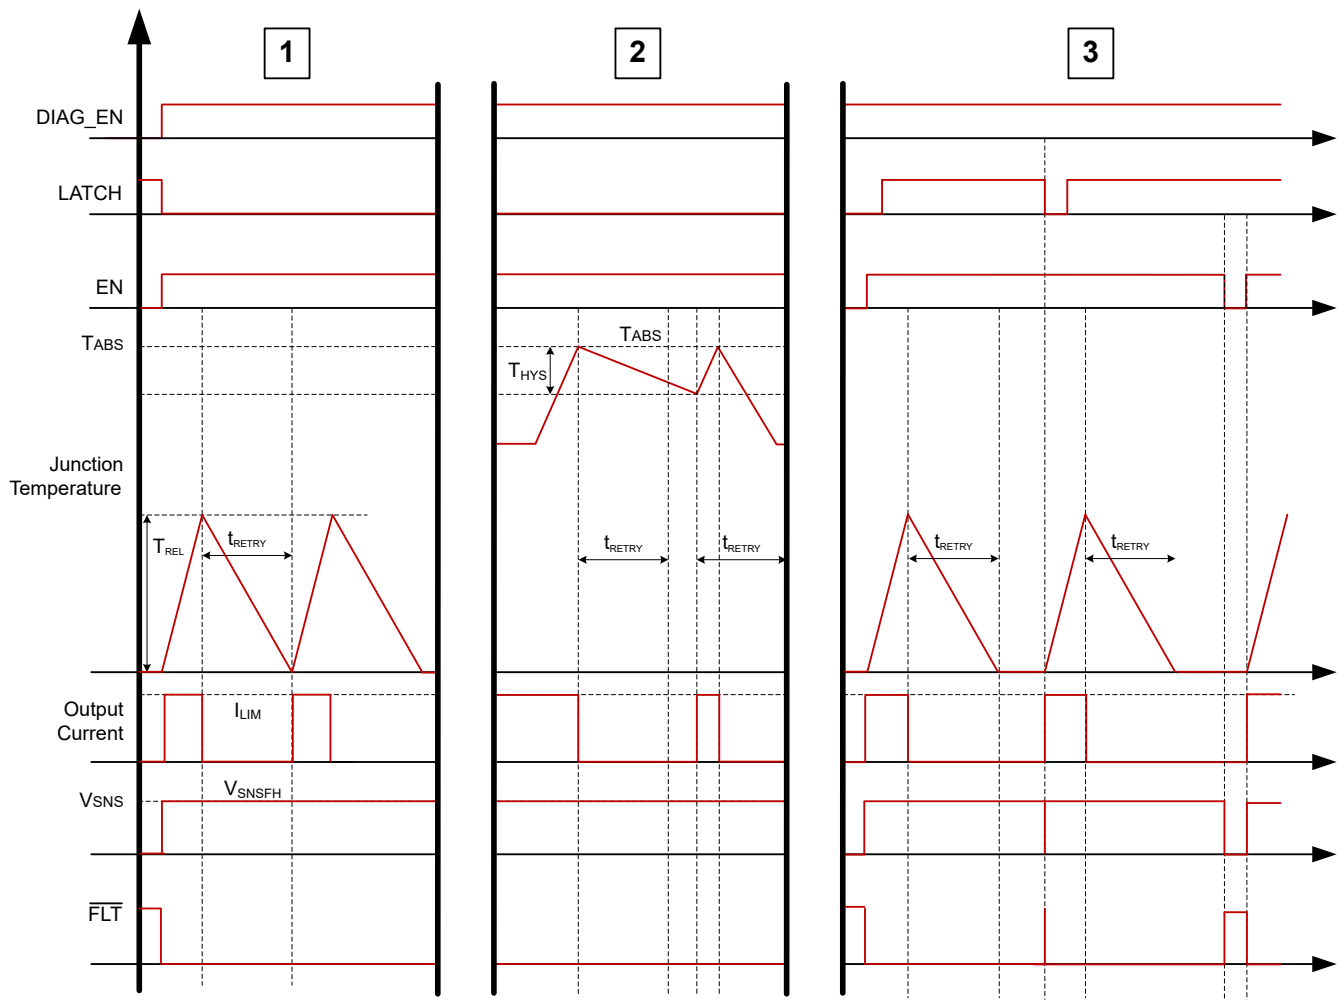 1
2
3
DIAG_EN
LATCH
EN
TABS
TABS
THYS
Junction
Temperature
TREL
tRETRY
tRETRY
tRETRY
tRETRY
tRETRY
Output
Current
ILIM
VSNS
VSNSFH
FLT